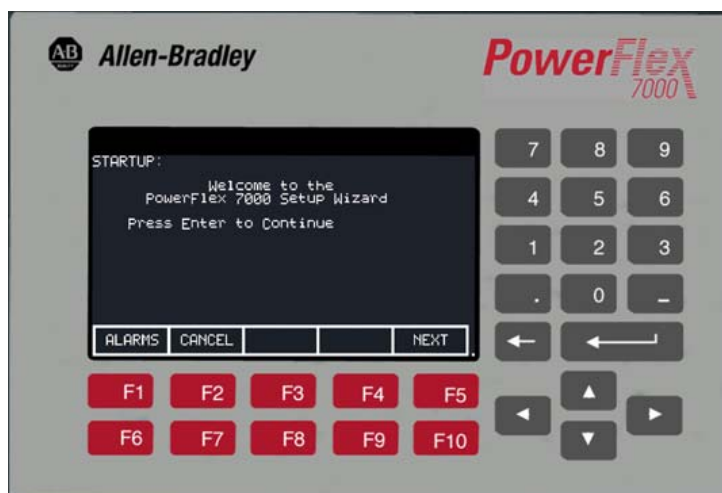 AB
Allen-Bradley
PowerFlex
7000
STARTUP:
Welcome to the
PowerFlex 7000 Setup Wizard
Press Enter to Continue
ALARMS CANCEL NEXT
F1 F2 F3 F4 F5
F6 F7 F8 F9 F10
7 8 9
4 5 6
1 2 3
. 0 –